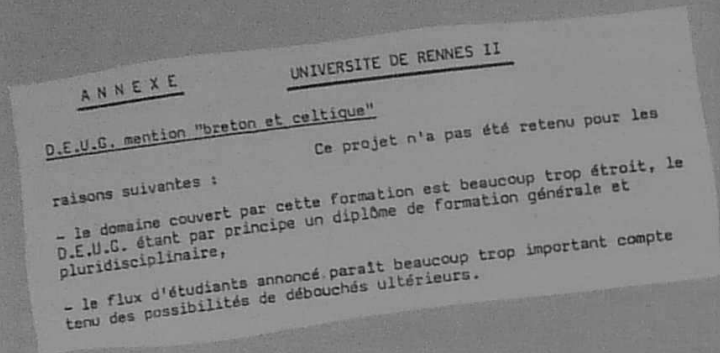 ANNEXE UNIVERSITE DE RENNES II
D.E.U.G. mention "breton et celtique"
Ce projet n'a pas été retenu pour les
raisons suivantes :
- le domaine couvert par cette formation est beaucoup trop étroit, le
D.E.U.G. étant par principe un diplôme de formation générale et
pluridisciplinaire,
- le flux d'étudiants annoncé paraît beaucoup trop important compte
tenu des possibilités de débouchés ultérieurs.